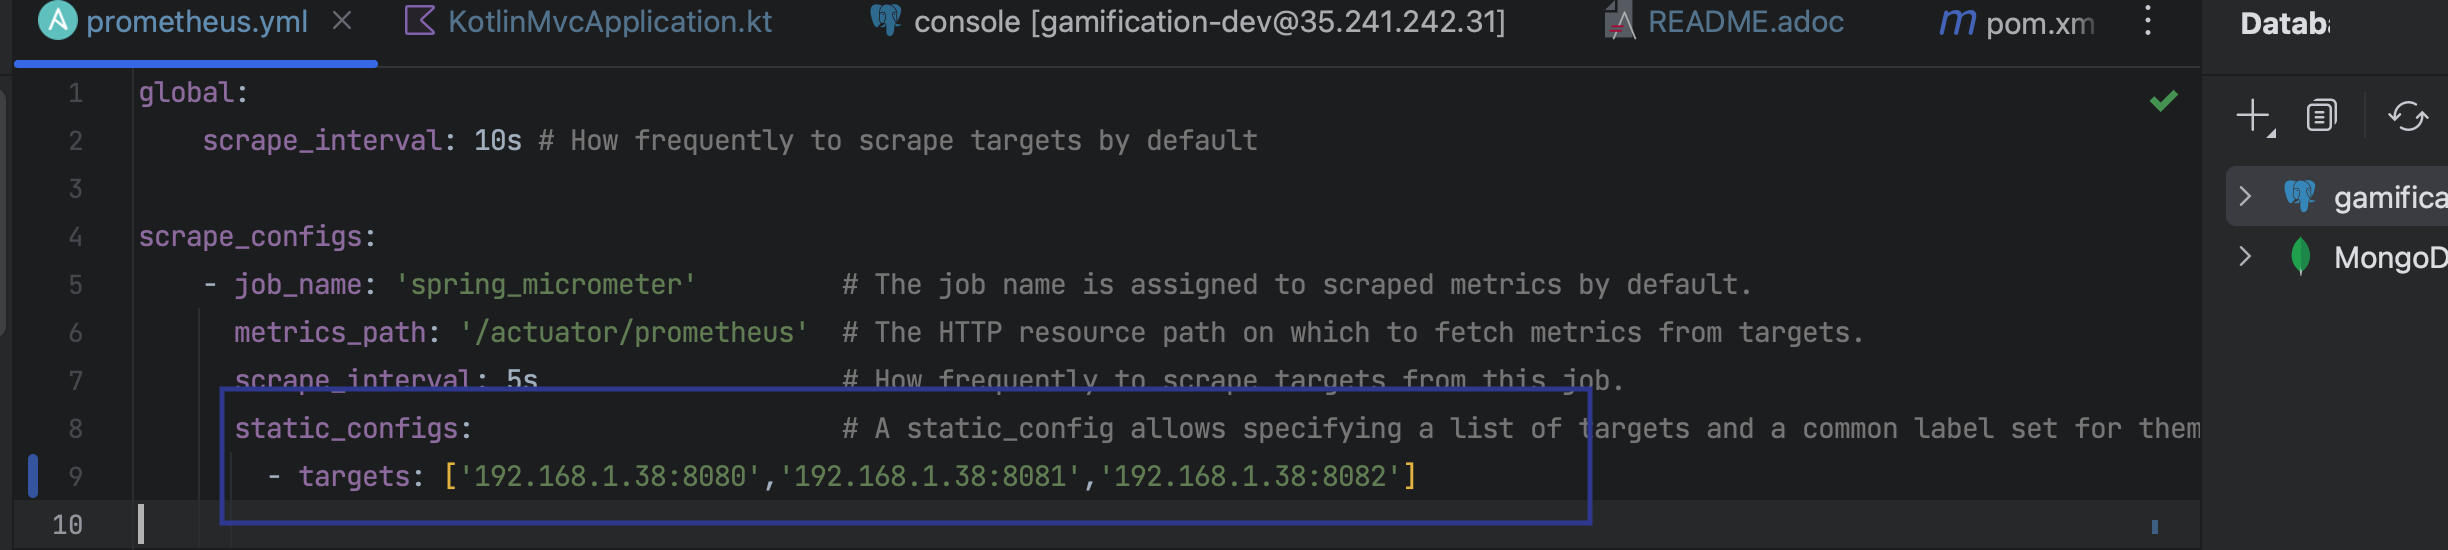 prometheus.yml KotlinMvcApplication.kt console [gamification-dev@35.241.242.31] README.adoc pom.xm Datab
1 global:
2 scrape_interval: 10s # How frequently to scrape targets by default
3
4 scrape_configs:
5 - job_name: 'spring_micrometer' # The job name is assigned to scraped metrics by default.
6 metrics_path: '/actuator/prometheus' # The HTTP resource path on which to fetch metrics from targets.
7 scrape_interval: 5s # How frequently to scrape targets from this job.
8 static_configs: # A static_config allows specifying a list of targets and a common label set for them
9 - targets: ['192.168.1.38:8080','192.168.1.38:8081','192.168.1.38:8082']
10
gamifica
MongoD